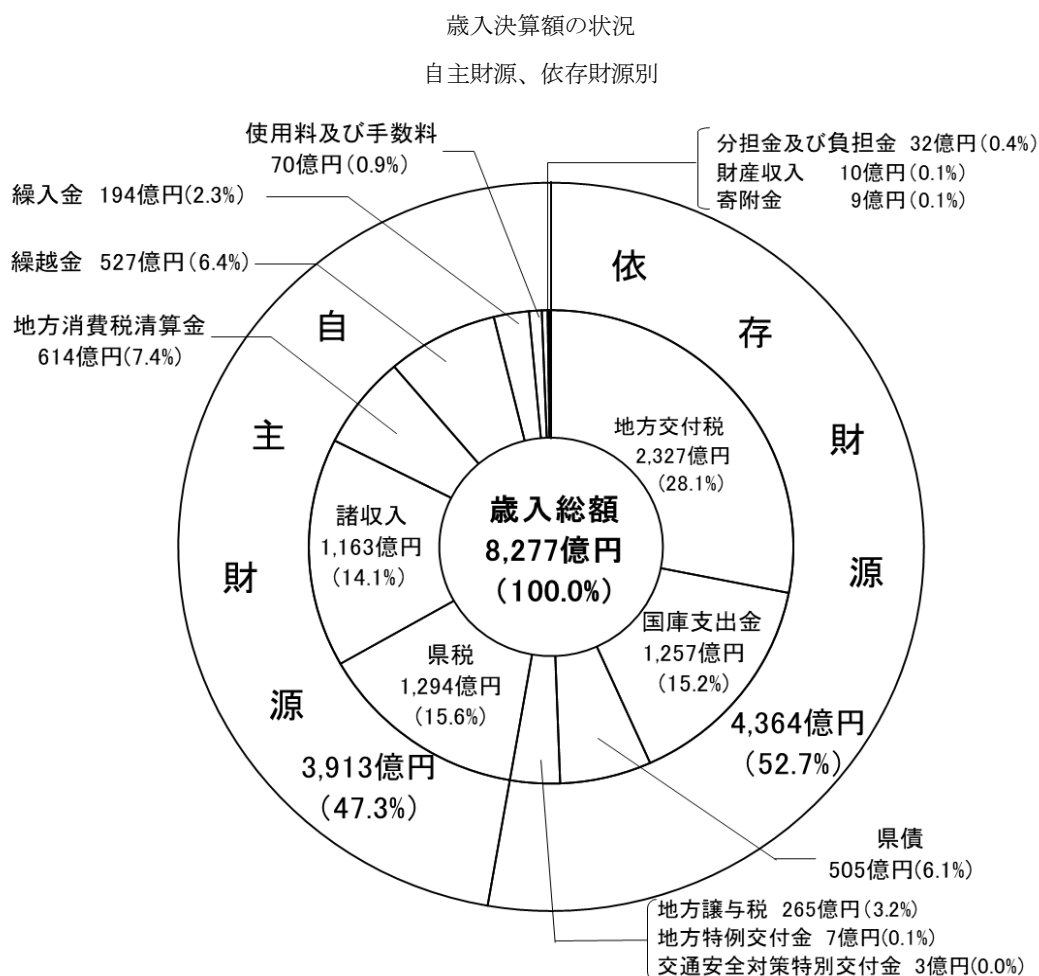 歳入決算額の状況
自主財源、依存財源別
使用料及び手数料
70億円(0.9%)
分担金及び負担金 32億円(0.4%)
財産収入 10億円(0.1%)
寄附金 9億円(0.1%)
繰入金 194億円(2.3%)
繰越金 527億円(6.4%)
地方消費税清算金
614億円(7.4%)
自
主
財
源
3,913億円
(47.3%)
依
存
財
源
4,364億円
(52.7%)
地方交付税
2,327億円
(28.1%)
歳入総額
8,277億円
(100.0%)
諸収入
1,163億円
(14.1%)
国庫支出金
1,257億円
(15.2%)
県税
1,294億円
(15.6%)
県債
505億円(6.1%)
地方譲与税 265億円(3.2%)
地方特例交付金 7億円(0.1%)
交通安全対策特別交付金 3億円(0.0%)